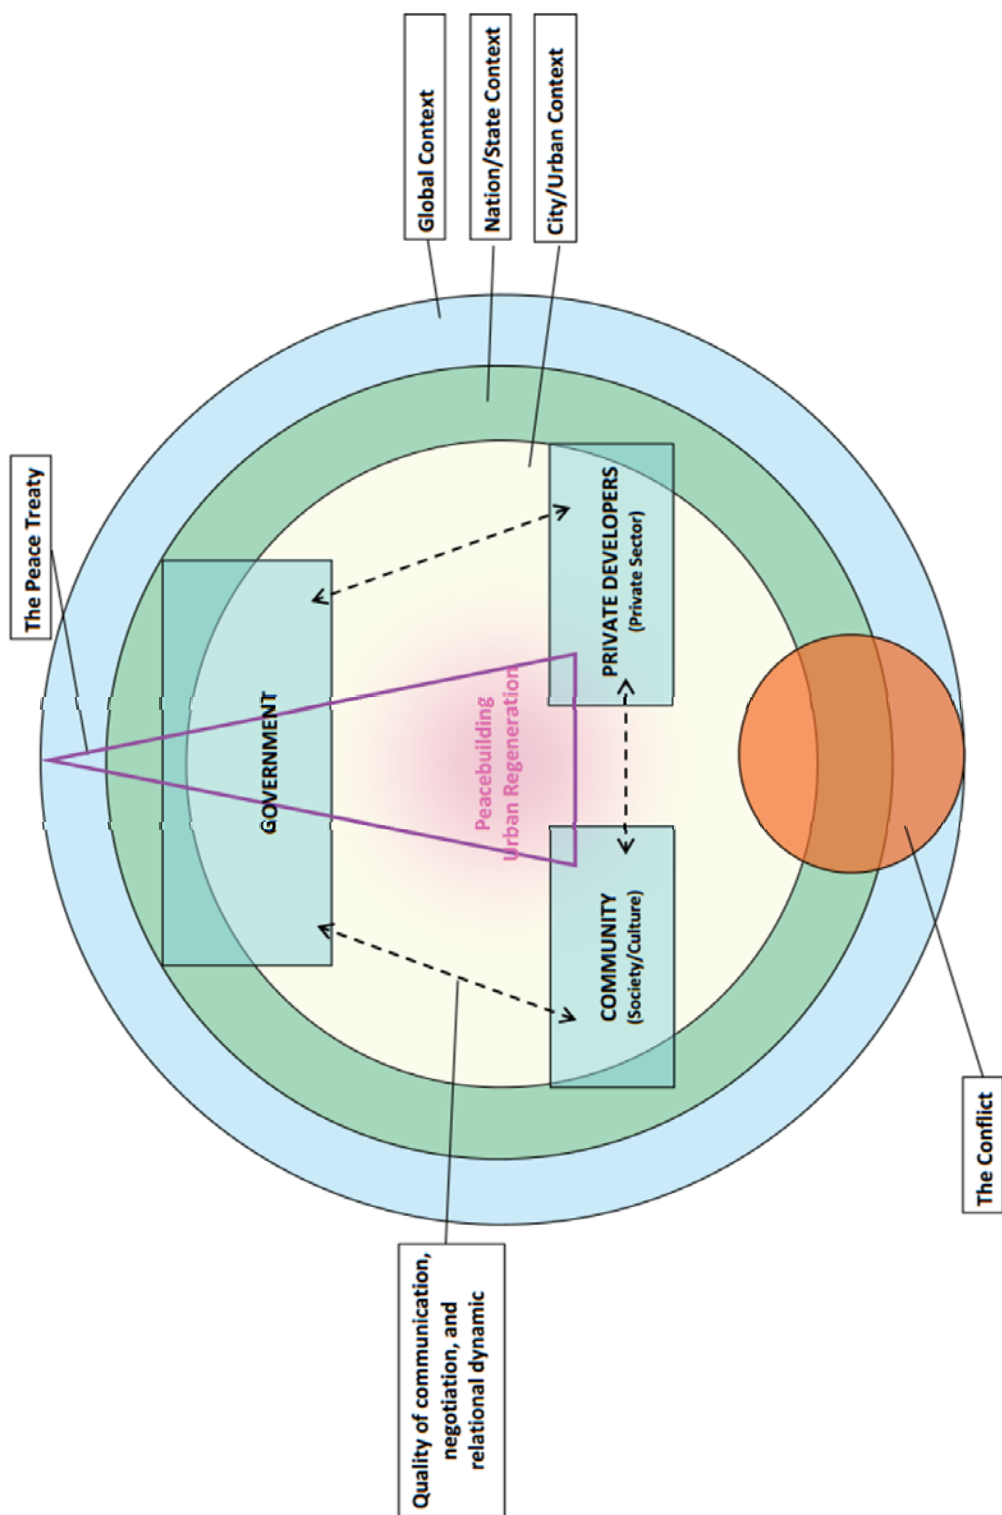 The Peace Treaty
Global Context
Nation/State Context
City/Urban Context
GOVERNMENT
Peacebuilding
Urban Regeneration
COMMUNITY
(Society/Culture)
PRIVATE DEVELOPERS
(Private Sector)
Quality of communication,
negotiation, and
relational dynamic
The Conflict